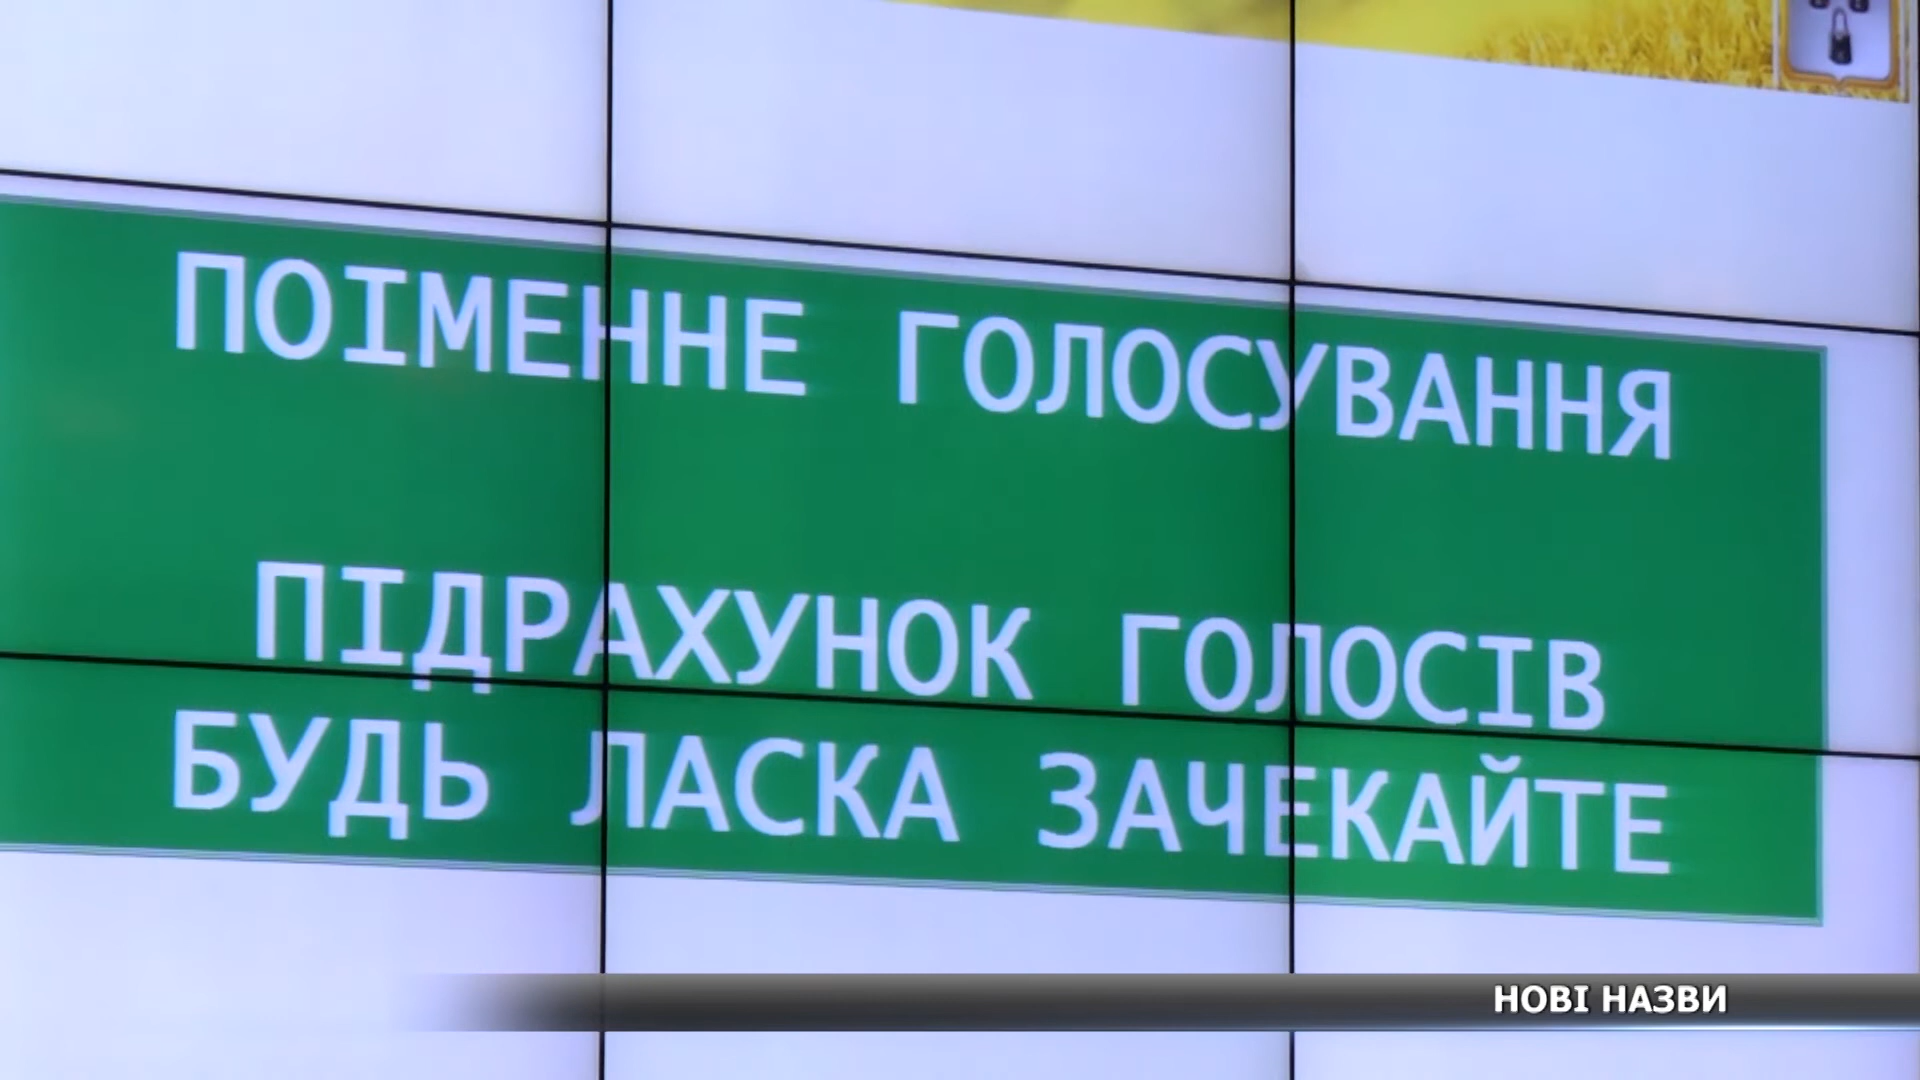 ПОІМЕННЕ ГОЛОСУВАННЯ
ПІДРАХУНОК ГОЛОСІВ
БУДЬ ЛАСКА ЗАЧЕКАЙТЕ
НОВІ НАЗВИ